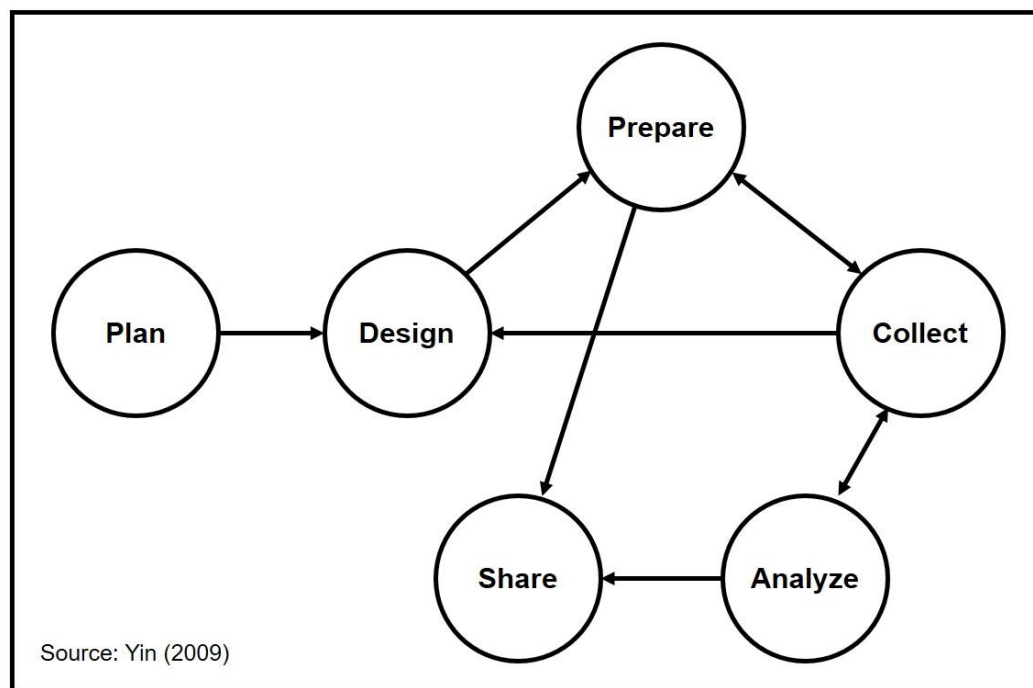 Prepare
Plan
Design
Collect
Share
Analyze
Source: Yin (2009)